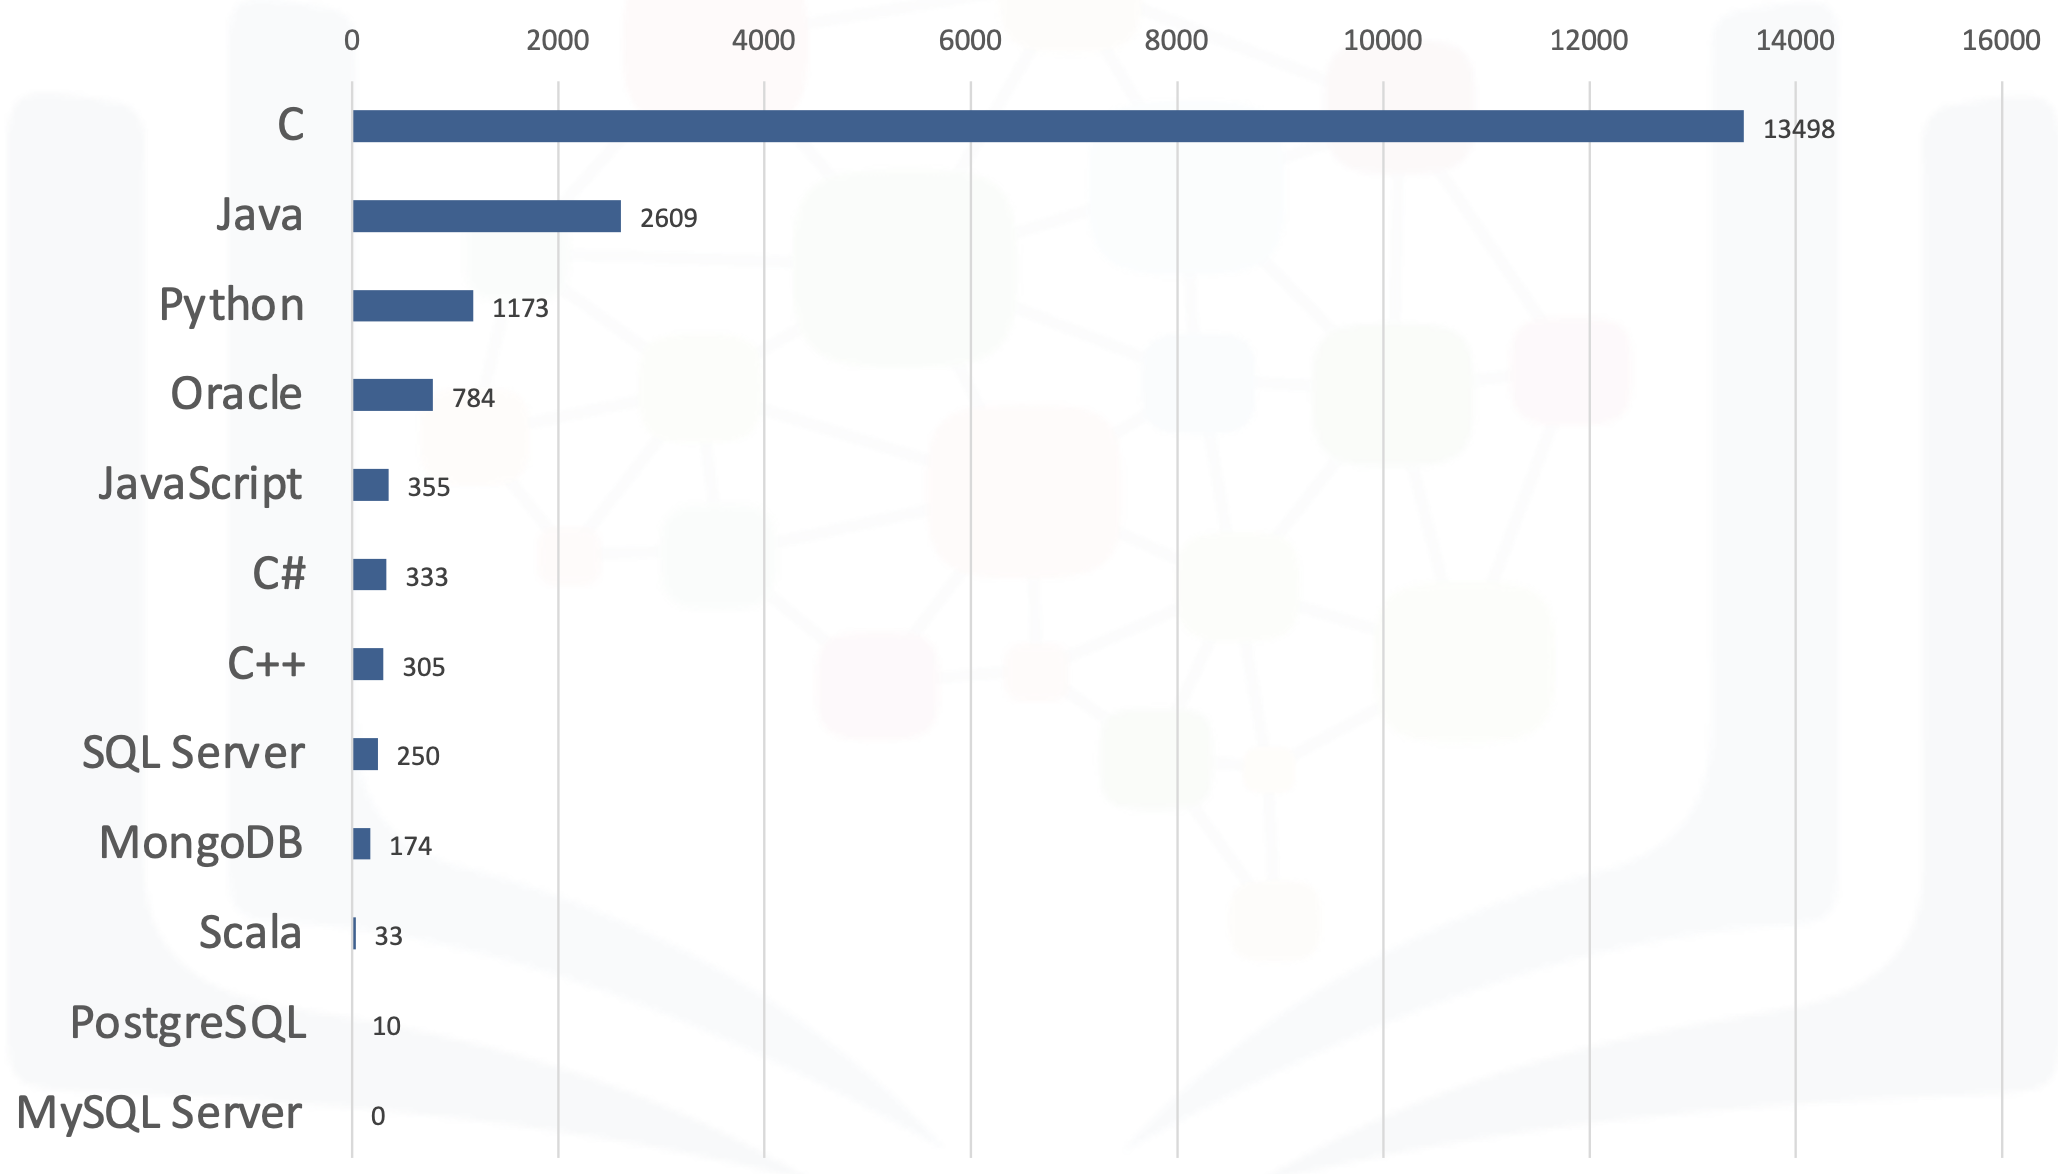 0 2000 4000 6000 8000 10000 12000 14000 16000
C 13498
Java 2609
Python 1173
Oracle 784
JavaScript 355
C# 333
C++ 305
SQL Server 250
MongoDB 174
Scala 33
PostgreSQL 10
MySQL Server 0